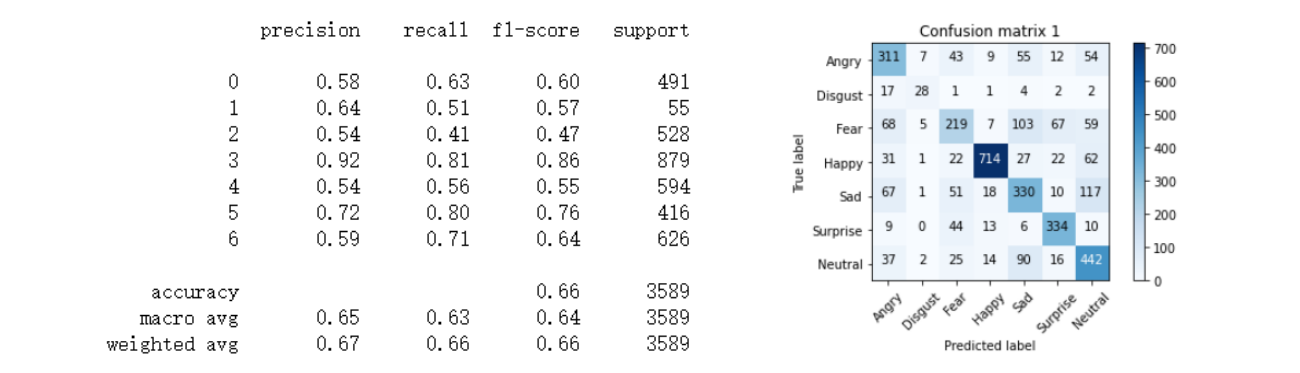 precision recall f1-score support
0 0.58 0.63 0.60 491
1 0.64 0.51 0.57 55
2 0.54 0.41 0.47 528
3 0.92 0.81 0.86 879
4 0.54 0.56 0.55 594
5 0.72 0.80 0.76 416
6 0.59 0.71 0.64 626
accuracy 0.66 3589
macro avg 0.65 0.63 0.64 3589
weighted avg 0.67 0.66 0.66 3589
Confusion matrix 1
True label
Angry 311 7 43 9 55 12 54
Disgust 17 28 1 1 4 2 2
Fear 68 5 219 7 103 67 59
Happy 31 1 22 714 27 22 62
Sad 67 1 51 18 330 10 117
Surprise 9 0 44 13 6 334 10
Neutral 37 2 25 14 90 16 442
Angry Disgust Fear Happy Sad Surprise Neutral
Predicted label
700
600
500
400
300
200
100
0